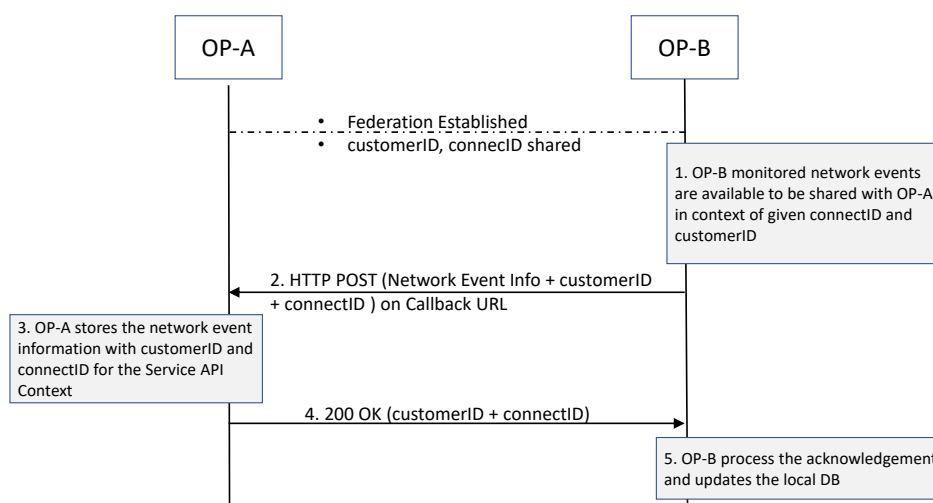 OP-A
OP-B
• Federation Established
• customerID, connecID shared
1. OP-B monitored network events
are available to be shared with OP-A
in context of given connectID and
customerID
2. HTTP POST (Network Event Info + customerID
+ connectID ) on Callback URL
3. OP-A stores the network event
information with customerID and
connectID for the Service API
Context
4. 200 OK (customerID + connectID)
5. OP-B process the acknowledgement
and updates the local DB